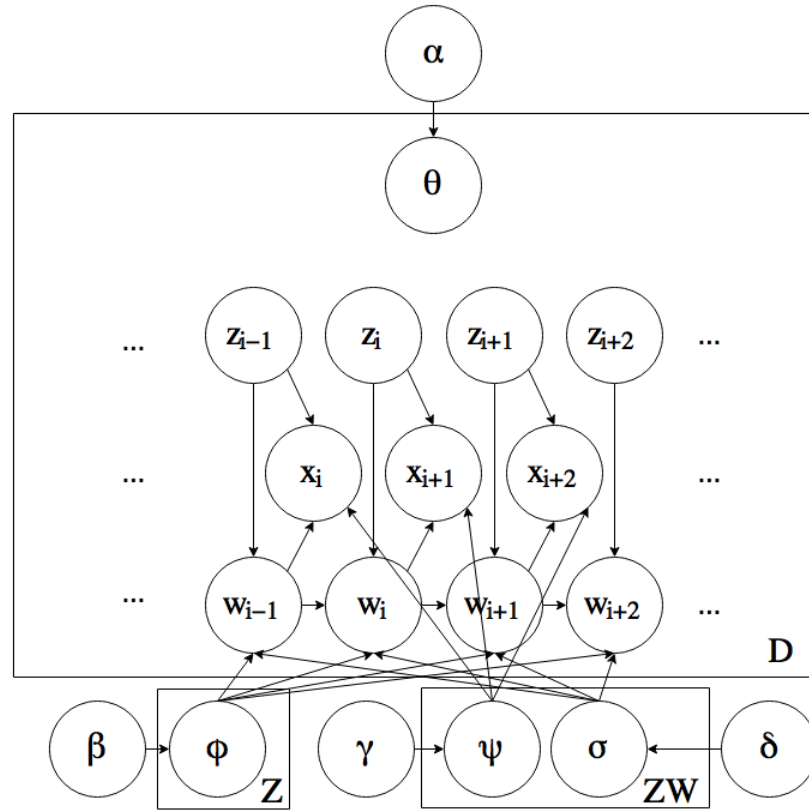 α
θ
... z_{i−1} z_i z_{i+1} z_{i+2} ...
... x_i x_{i+1} x_{i+2} ...
... w_{i−1} w_i w_{i+1} w_{i+2} ...
D
β ϕ γ ψ σ δ
Z ZW